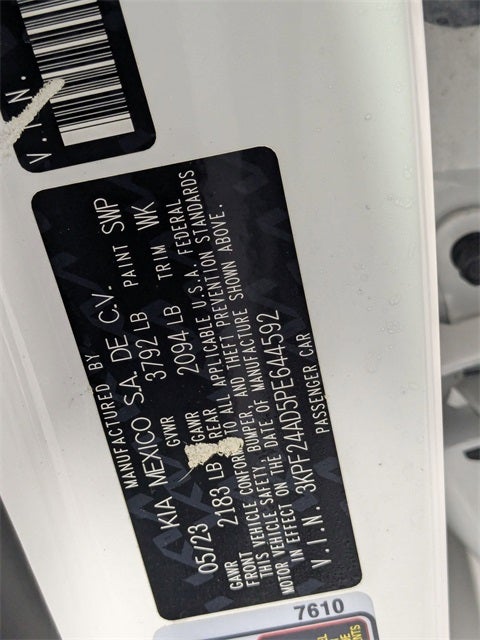 V.I.N.
MANUFACTURED BY
KIA MEXICO S.A. DE C.V.
05/23 GVWR 3792 LB PAINT SWP
GAWR FRONT 2183 LB GAWR REAR 2094 LB TRIM WK
THIS VEHICLE CONFORMS TO ALL APPLICABLE U.S.A. FEDERAL
MOTOR VEHICLE SAFETY, BUMPER, AND THEFT PREVENTION STANDARDS
IN EFFECT ON THE DATE OF MANUFACTURE SHOWN ABOVE.
V.I.N. 3KPF24AD5PE644592
PASSENGER CAR
7610